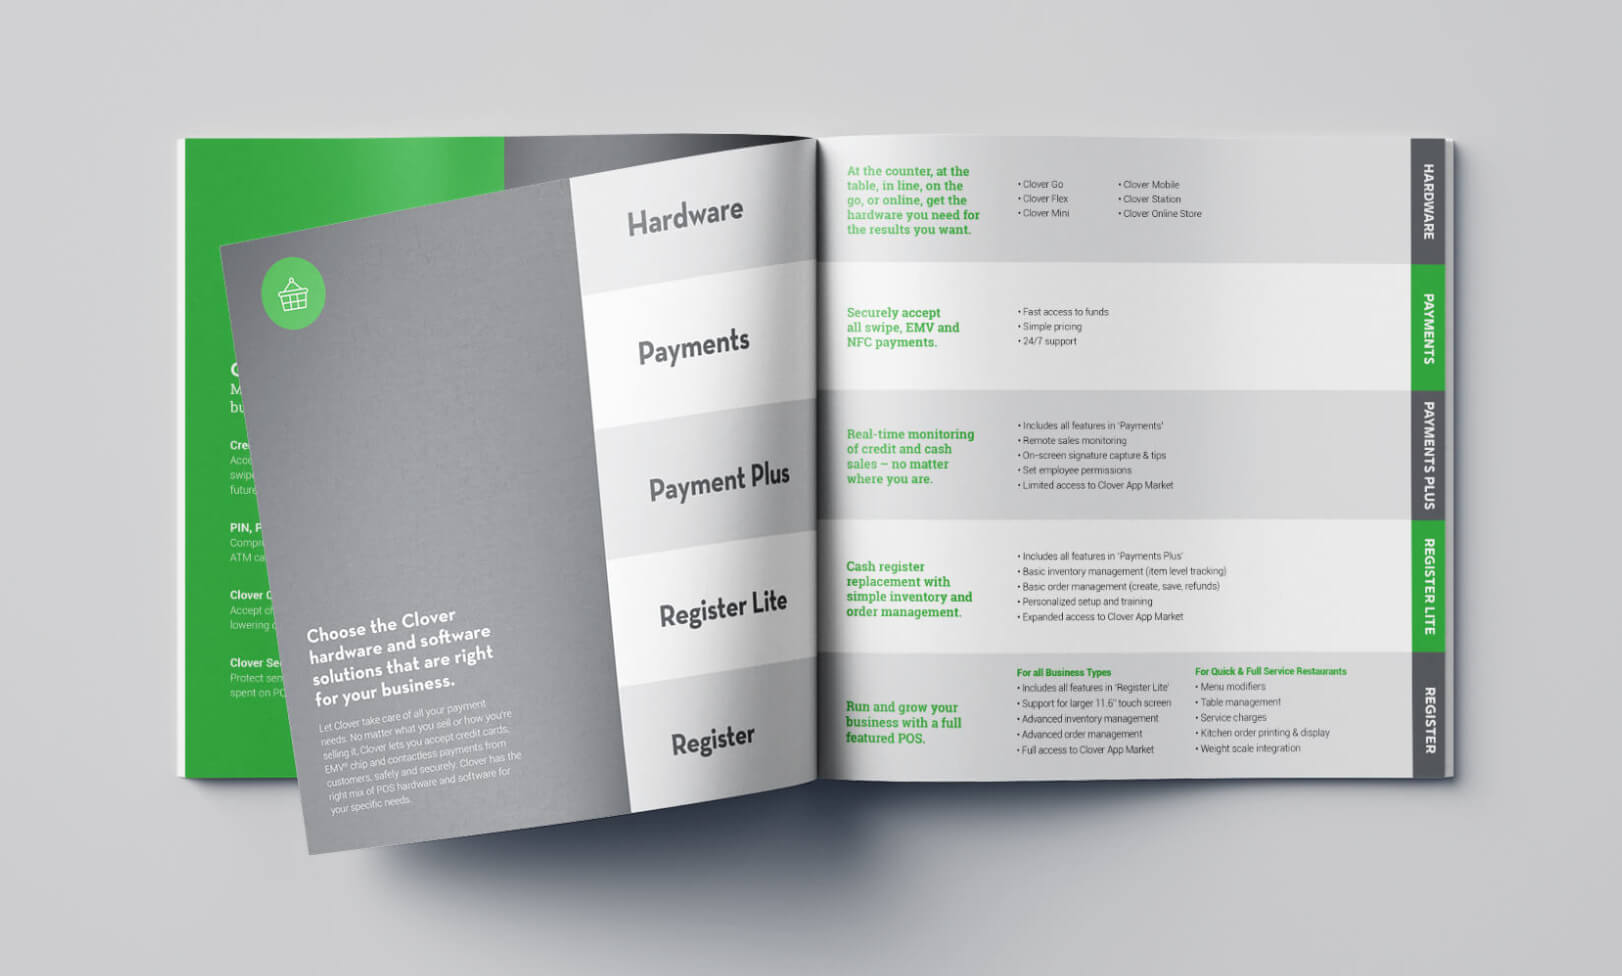 C
M
bu
Cre
Acc
swip
future
PIN, P
Compl
ATM ca
Clover
Accept c
lowering
Clover Se
Protect sen
spent on PC
Choose the Clover
hardware and software
solutions that are right
for your business.
Let Clover take care of all your payment
needs. No matter what you sell or how you're
selling it, Clover lets you accept credit cards,
EMV® chip and contactless payments from
customers, safely and securely. Clover has the
right mix of POS hardware and software for
your specific needs.
Hardware
Payments
Payment Plus
Register Lite
Register
At the counter, at the
table, in line, on the
go, or online, get the
hardware you need for
the results you want.
• Clover Go
• Clover Flex
• Clover Mini
• Clover Mobile
• Clover Station
• Clover Online Store
HARDWARE
Securely accept
all swipe, EMV and
NFC payments.
• Fast access to funds
• Simple pricing
• 24/7 support
PAYMENTS
Real-time monitoring
of credit and cash
sales – no matter
where you are.
• Includes all features in 'Payments'
• Remote sales monitoring
• On-screen signature capture & tips
• Set employee permissions
• Limited access to Clover App Market
PAYMENTS PLUS
Cash register
replacement with
simple inventory and
order management.
• Includes all features in 'Payments Plus'
• Basic inventory management (item level tracking)
• Basic order management (create, save, refunds)
• Personalized setup and training
• Expanded access to Clover App Market
REGISTER LITE
Run and grow your
business with a full
featured POS.
For all Business Types
• Includes all features in 'Register Lite'
• Support for larger 11.6" touch screen
• Advanced inventory management
• Advanced order management
• Full access to Clover App Market
For Quick & Full Service Restaurants
• Menu modifiers
• Table management
• Service charges
• Kitchen order printing & display
• Weight scale integration
REGISTER